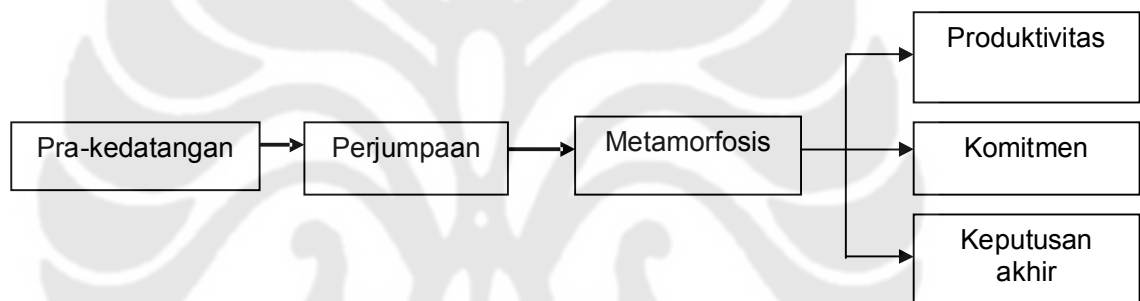 Pra-kedatangan
Perjumpaan
Metamorfosis
Produktivitas
Komitmen
Keputusan
akhir